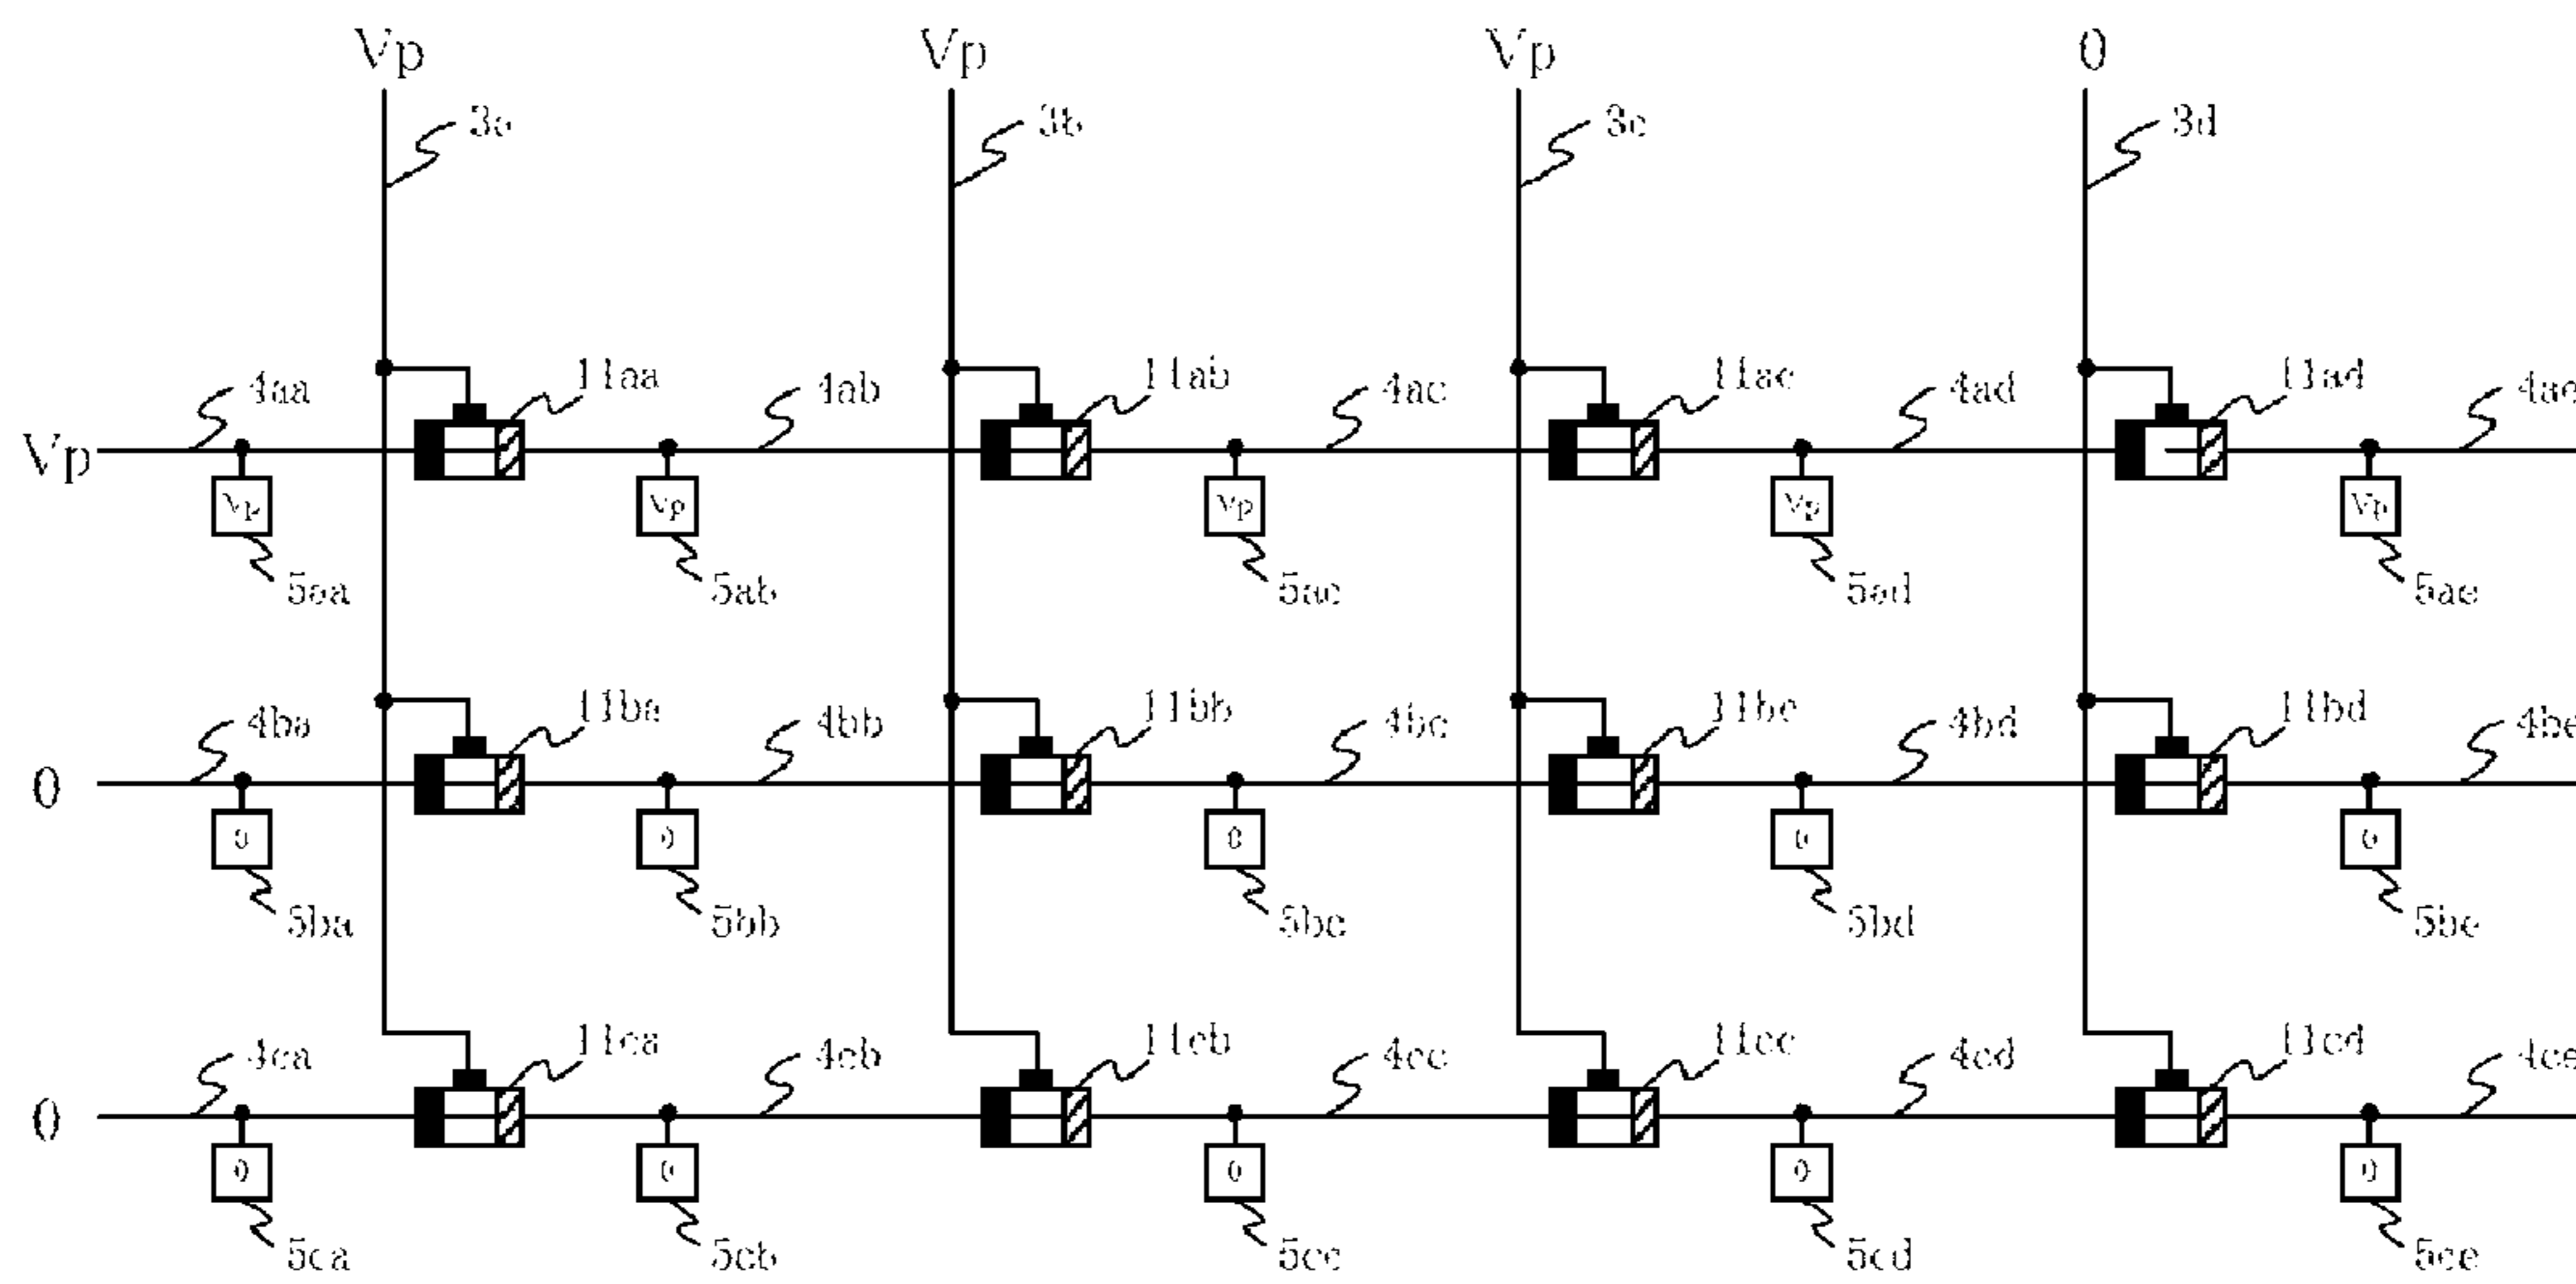 Vp Vp Vp 0
3a 3b 3c 3d
11aa 11ab 11ac 11ad
4aa 4ab 4ac 4ad 4ae
Vp
Vp Vp Vp Vp Vp
5aa 5ab 5ac 5ad 5ae
11ba 11bb 11bc 11bd
4ba 4bb 4bc 4bd 4be
0
0 0 0 0 0
5ba 5bb 5bc 5bd 5be
11ca 11cb 11cc 11cd
4ca 4cb 4cc 4cd 4ce
0
0 0 0 0 0
5ca 5cb 5cc 5cd 5ce